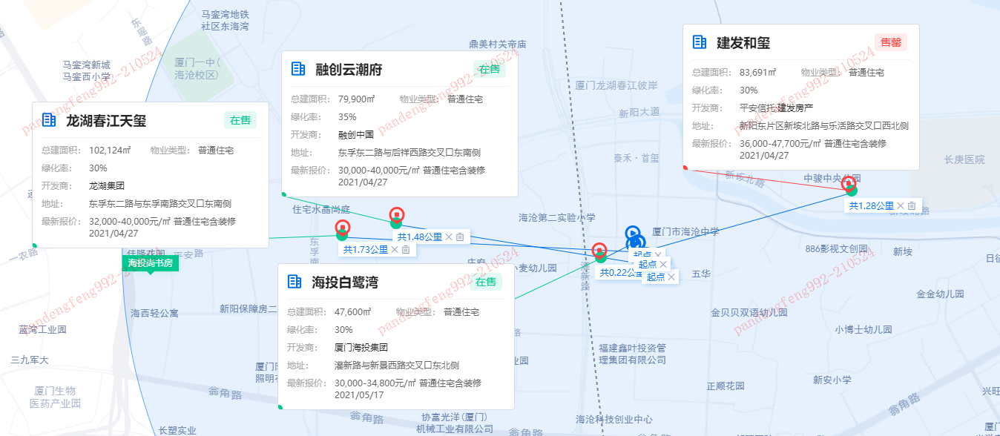 马銮湾地铁
社区东海湾
东瑶路
马銮湾新城
马銮西小学
厦门一中(
海沧校区)
鼎美村关帝庙
厦门龙湖春江彼岸
新阳大道
泰禾·首玺
长庚医院
pandengfeng992-210524
pandengfeng992-210524
pandengfeng992-210524
龙湖春江天玺
在售
总建面积: 102,124㎡ 物业类型: 普通住宅
绿化率: 30%
开发商: 龙湖集团
地址: 东孚东二路与东孚南路交叉口东南侧
最新报价: 32,000-40,000元/㎡ 普通住宅含装修
2021/04/27
融创云潮府
在售
总建面积: 79,900㎡ 物业类型: 普通住宅
绿化率: 35%
开发商: 融创中国
地址: 东孚东二路与后祥西路交叉口东南侧
最新报价: 30,000-40,000元/㎡ 普通住宅含装修
2021/04/27
建发和玺
售罄
总建面积: 83,691㎡ 物业类型: 普通住宅
绿化率: 30%
开发商: 平安信托;建发房产
地址: 新阳东片区新垵北路与乐活路交叉口西北侧
最新报价: 36,000-47,700元/㎡ 普通住宅含装修
2021/04/27
新垵北路
中骏中央公园
共1.28公里
新垵北路
住宅水晶尚庭
海沧第二实验小学
厦门市海沧中学
共1.48公里
共1.73公里
东孚南
一农路
住隆花园
平安路
海投尚书房
起点
起点
起点
共0.22公里
灌新路
小麦幼儿园
五华
886影视文创园
新垵
金金幼儿园
海投白鹭湾
在售
总建面积: 47,600㎡ 物业类型: 普通住宅
绿化率: 30%
开发商: 厦门海投集团
地址: 灌新路与新景西路交叉口东北侧
最新报价: 30,000-34,800元/㎡ 普通住宅含装修
2021/05/17
pandengfeng992-210524
pandengfeng992-210524
pandengfeng992-210524
海西轻公寓
新阳保障房二
蓝湾工业园
三九军大
厦门生物
医药产业园
翁角路
翁角路
翁角路
翁角路
长塑实业
协富光洋(厦门)
机械工业有限公司
金贝贝双语幼儿园
小博士幼儿园
福建鑫叶投资管
理集团有限公司
正顺花园
新安小学
海沧科技创业中心